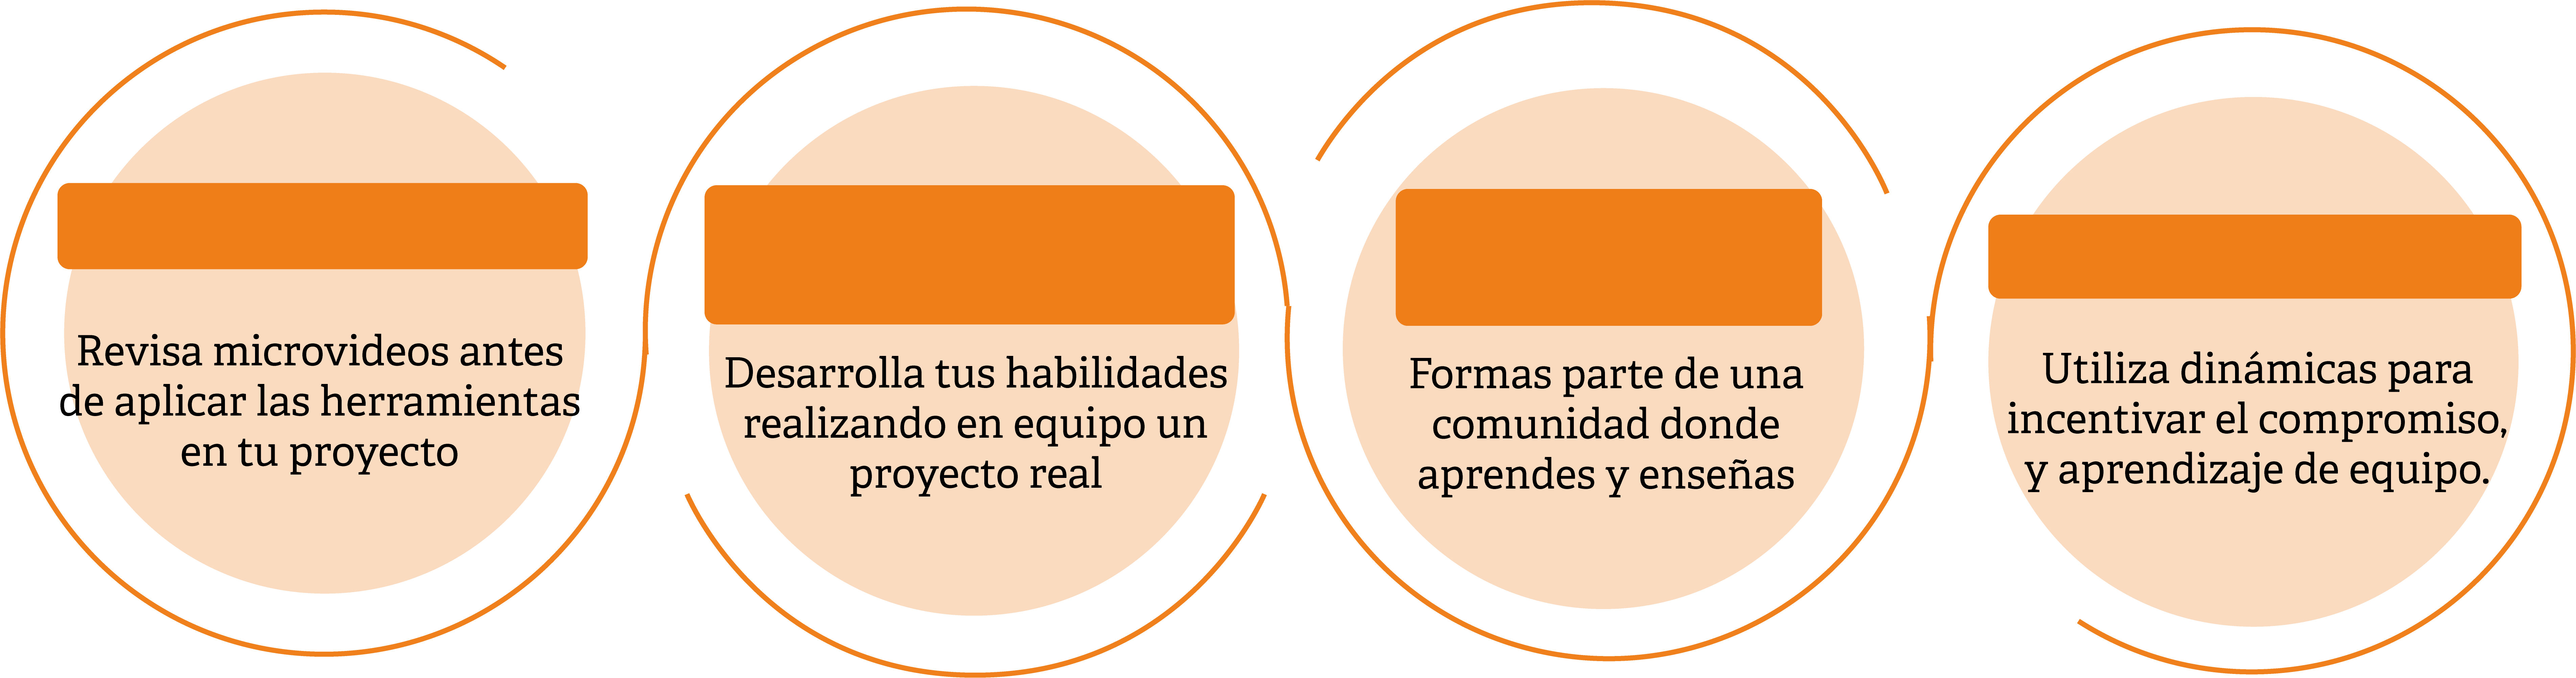 Revisa microvideos antes
de aplicar las herramientas
en tu proyecto
Desarrolla tus habilidades
realizando en equipo un
proyecto real
Formas parte de una
comunidad donde
aprendes y enseñas
Utiliza dinámicas para
incentivar el compromiso,
y aprendizaje de equipo.